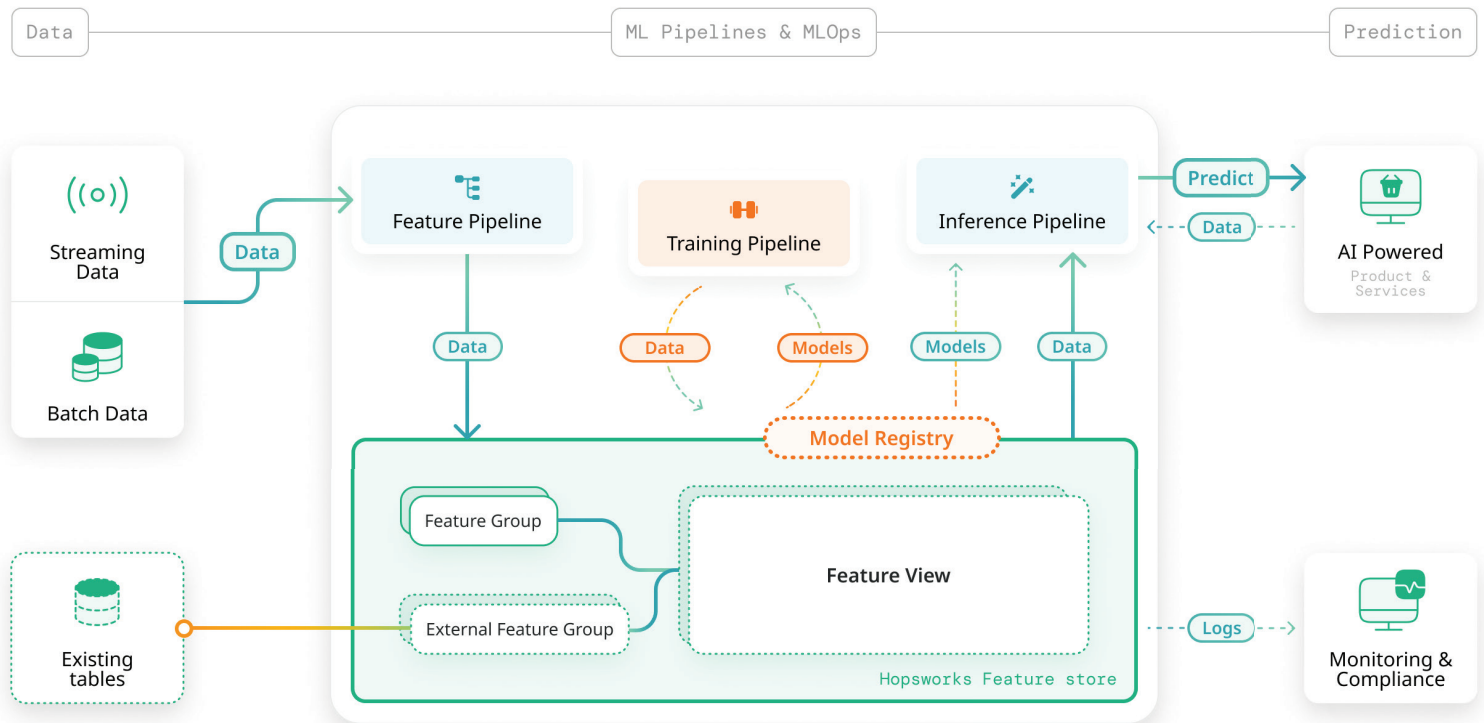 Data
ML Pipelines & MLOps
Prediction
Streaming
Data
Batch Data
Data
Feature Pipeline
Training Pipeline
Inference Pipeline
Predict
Data
AI Powered
Product &
Services
Data
Data
Models
Models
Data
Model Registry
Feature Group
External Feature Group
Feature View
Hopsworks Feature store
Existing
tables
Logs
Monitoring &
Compliance